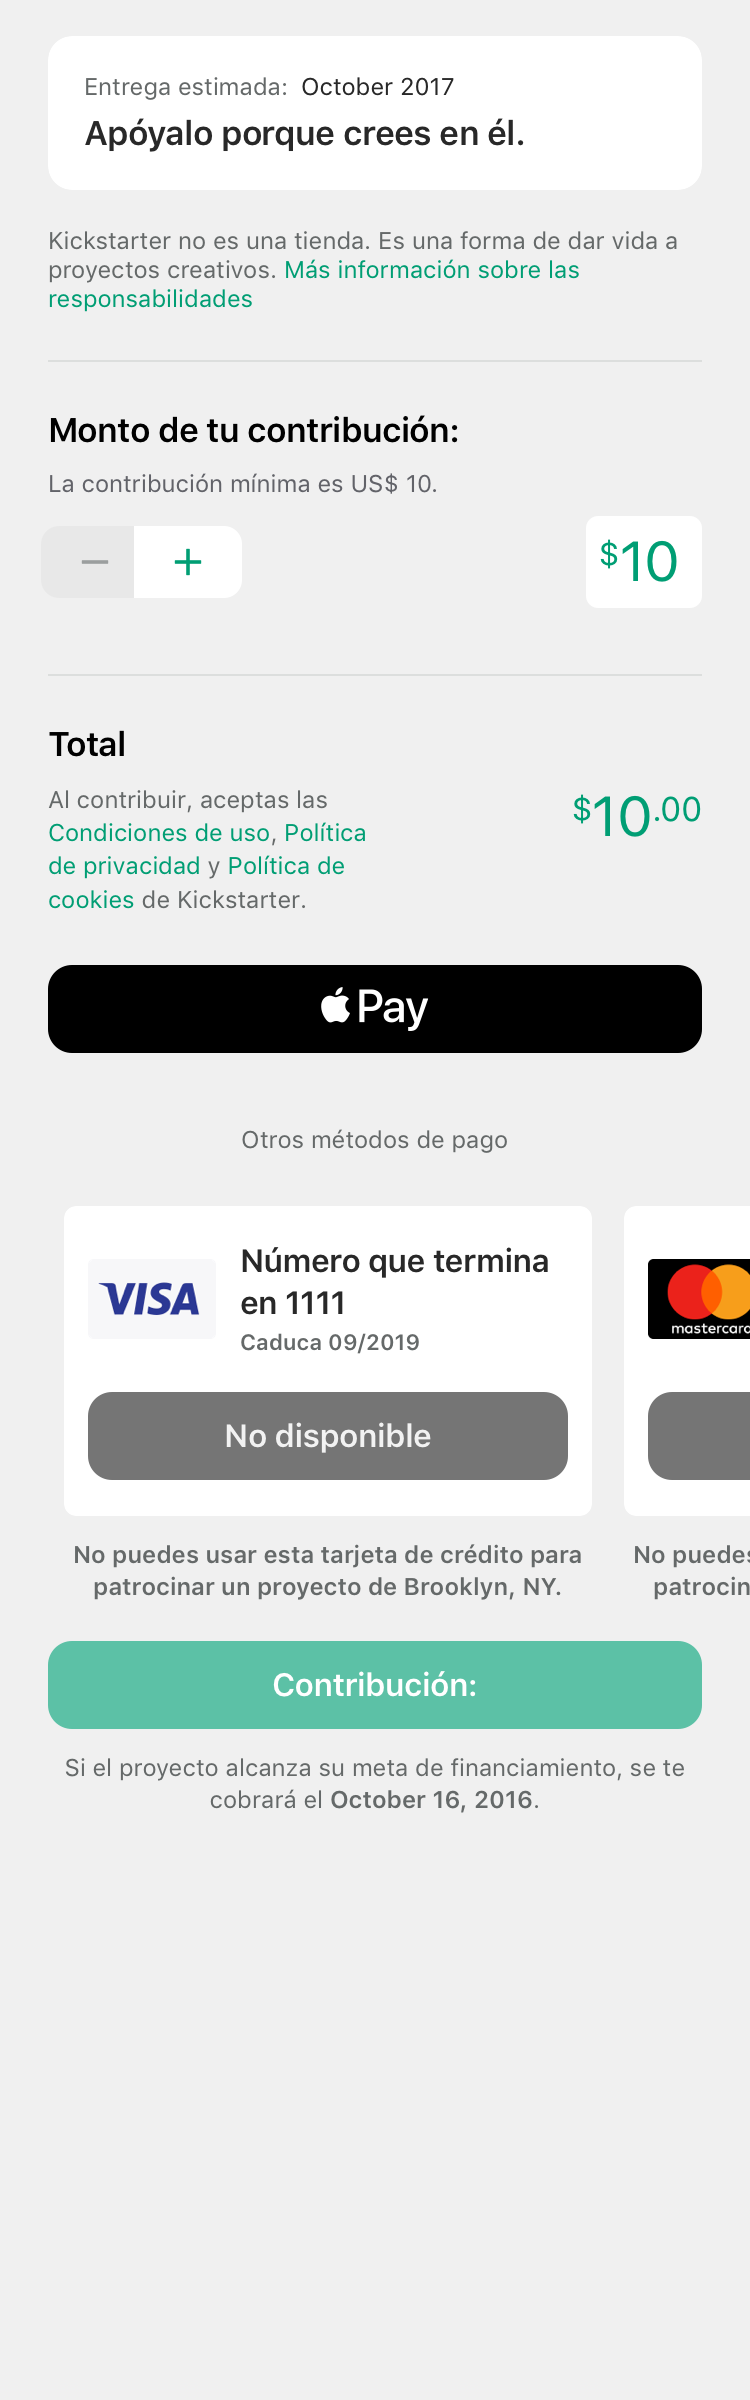 Entrega estimada: October 2017
Apóyalo porque crees en él.
Kickstarter no es una tienda. Es una forma de dar vida a
proyectos creativos. Más información sobre las
responsabilidades
Monto de tu contribución:
La contribución mínima es US$ 10.
— +
$10
Total
Al contribuir, aceptas las
Condiciones de uso, Política
de privacidad y Política de
cookies de Kickstarter.
$10.00
Pay
Otros métodos de pago
VISA
Número que termina
en 1111
Caduca 09/2019
No disponible
No puedes usar esta tarjeta de crédito para
patrocinar un proyecto de Brooklyn, NY.
mastercard
No puedes
patrocin
Contribución:
Si el proyecto alcanza su meta de financiamiento, se te
cobrará el October 16, 2016.